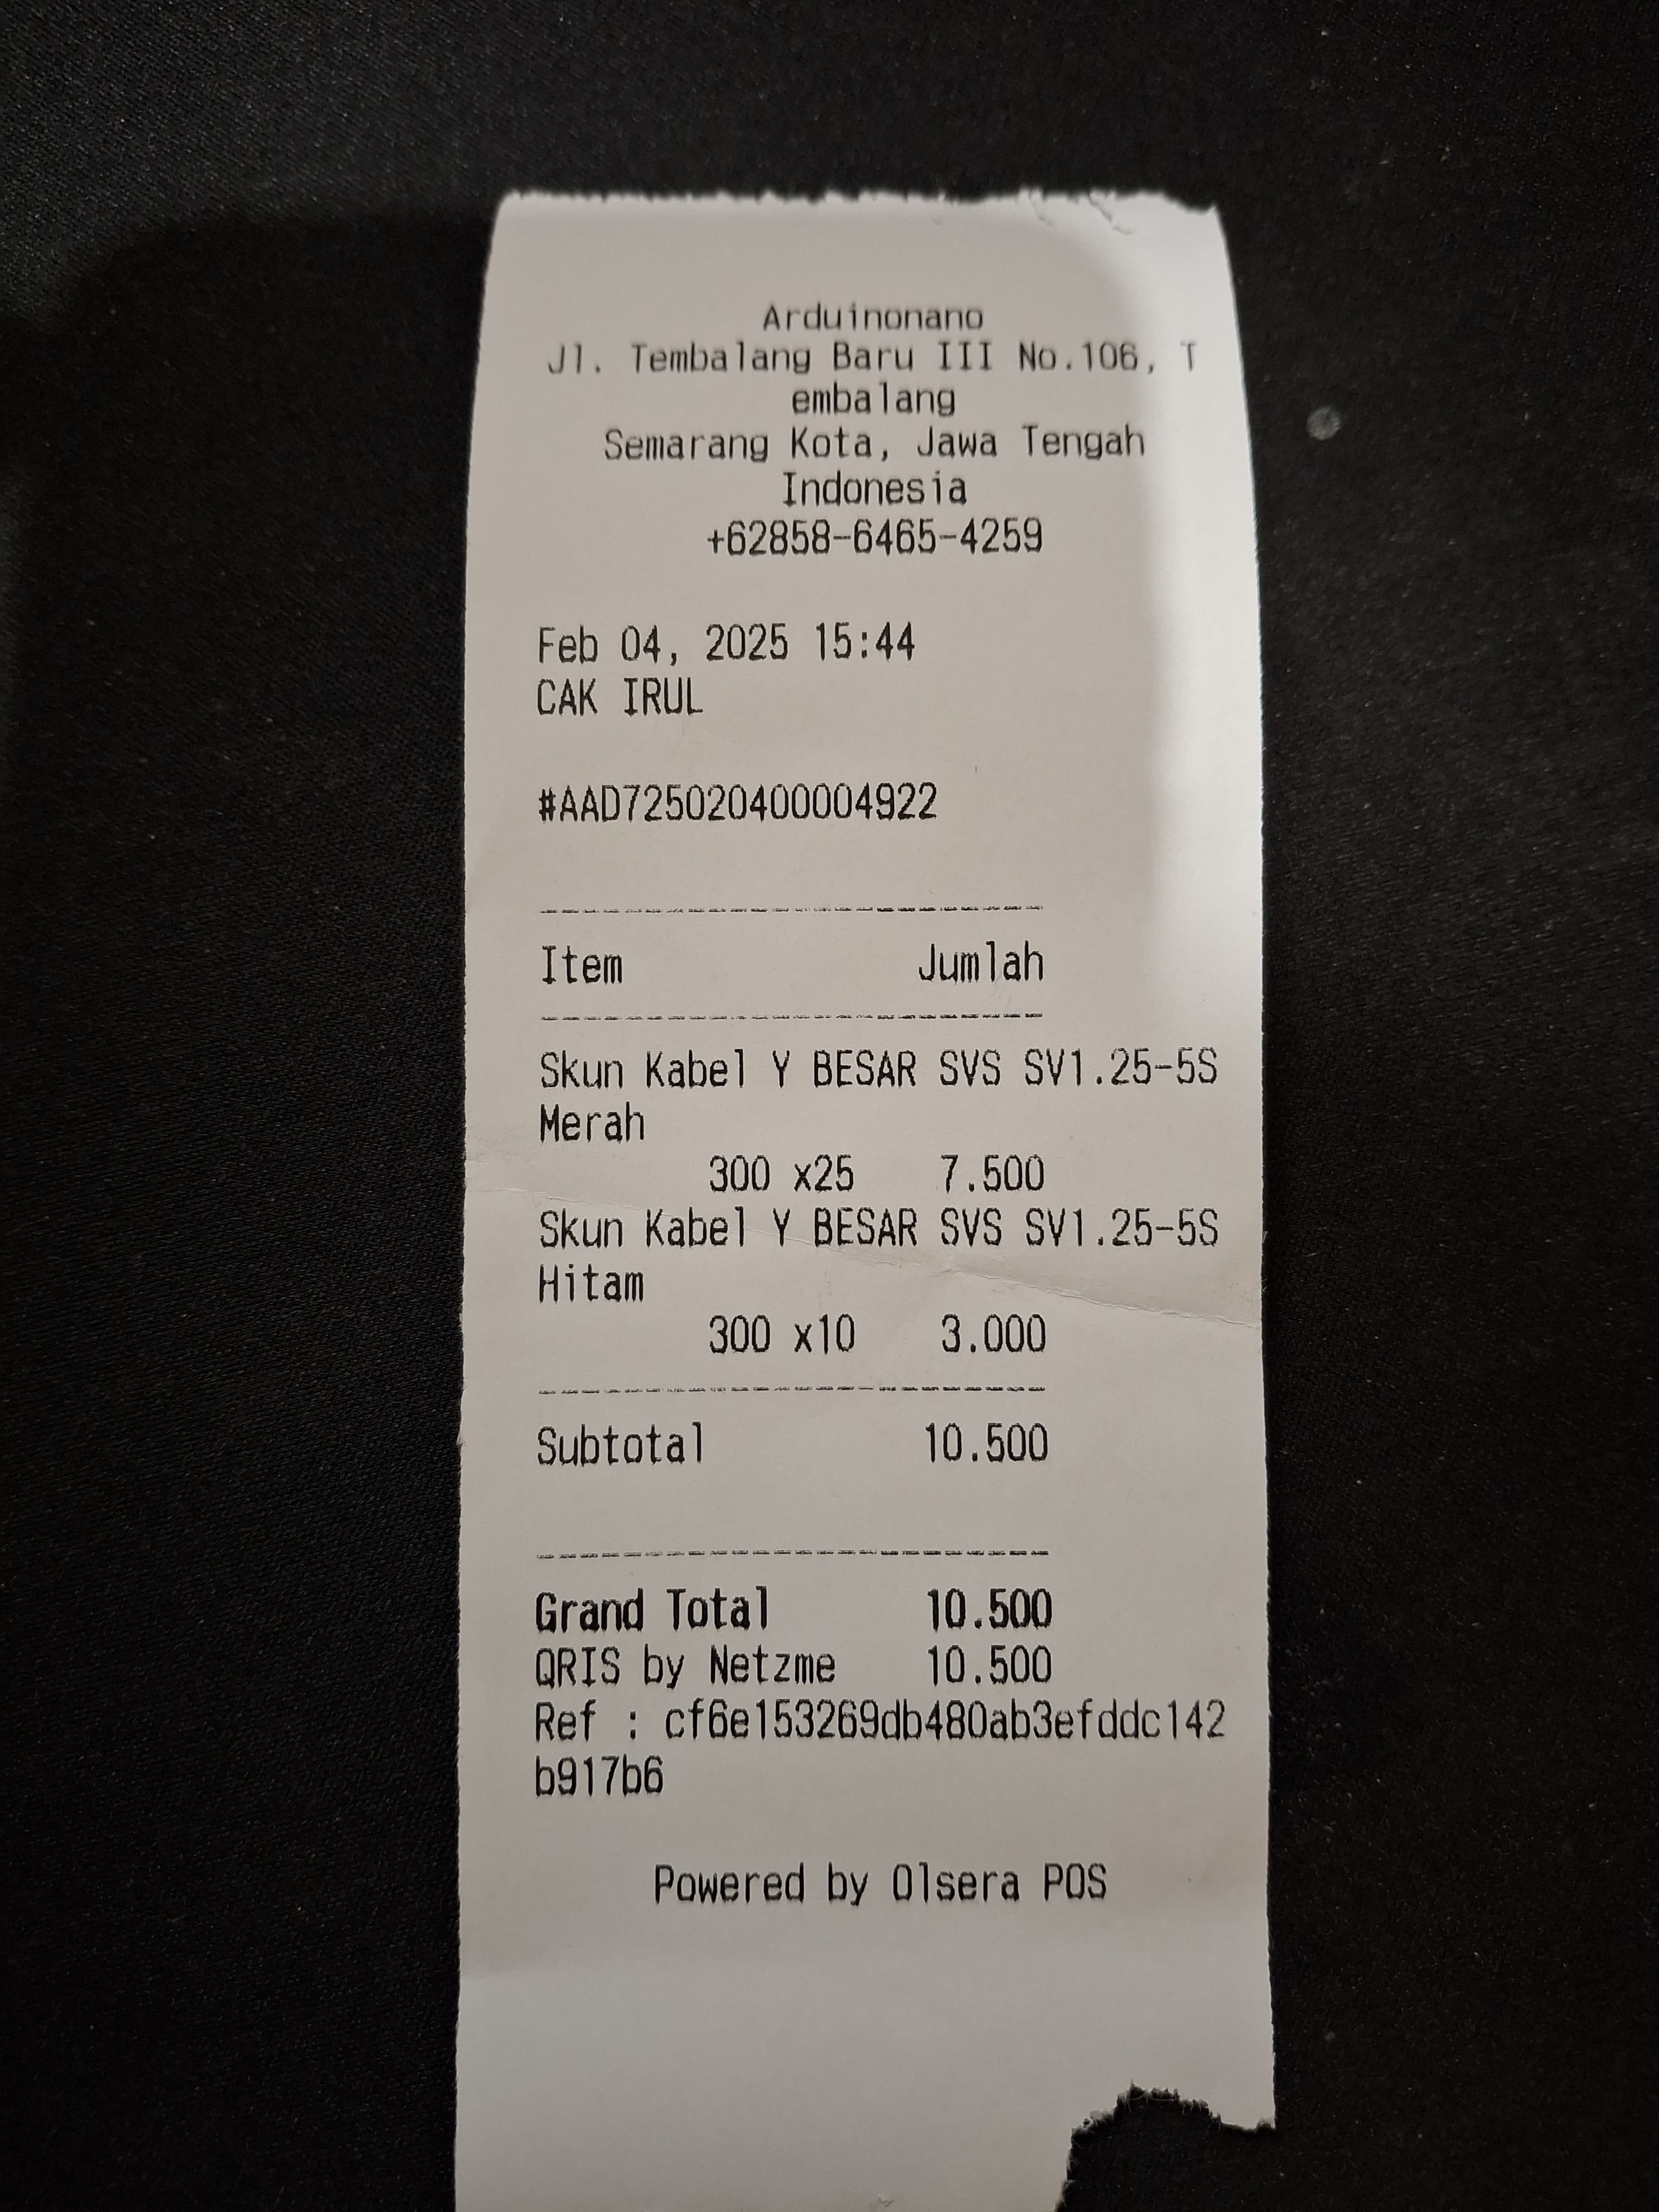 Arduinonano
Jl. Tembalang Baru III No.106, T
embalang
Semarang Kota, Jawa Tengah
Indonesia
+62858-6465-4259
Feb 04, 2025 15:44
CAK IRUL
#AAD725020400004922
Item Jumlah
Skun Kabel Y BESAR SVS SV1.25-5S
Merah
300 x25 7.500
Skun Kabel Y BESAR SVS SV1.25-5S
Hitam
300 x10 3.000
Subtotal 10.500
Grand Total 10.500
QRIS by Netzme 10.500
Ref : cf6e153269db480ab3efddc142
b917b6
Powered by Olsera POS